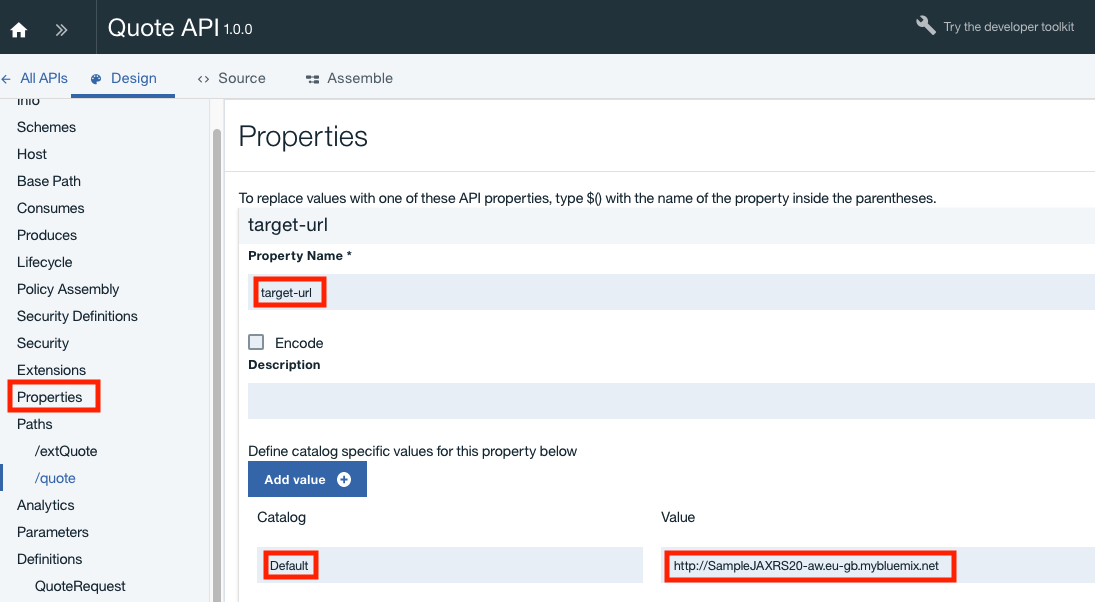 Quote API 1.0.0
Try the developer toolkit
All APIs
Design
Source
Assemble
Info
Schemes
Host
Base Path
Consumes
Produces
Lifecycle
Policy Assembly
Security Definitions
Security
Extensions
Properties
Paths
/extQuote
/quote
Analytics
Parameters
Definitions
QuoteRequest
Properties
To replace values with one of these API properties, type $() with the name of the property inside the parentheses.
target-url
Property Name *
target-url
Encode
Description
Define catalog specific values for this property below
Add value
Catalog
Value
Default
http://SampleJAXRS20-aw.eu-gb.mybluemix.net